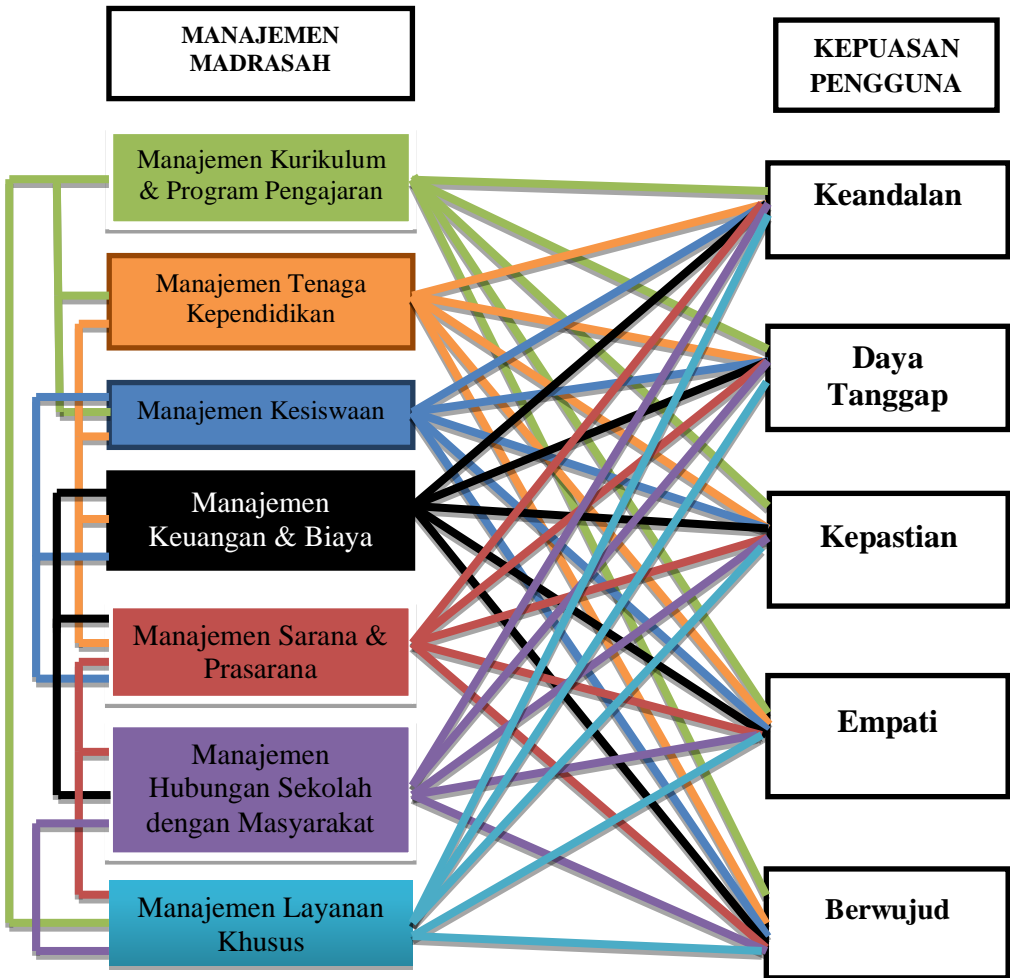 MANAJEMEN
MADRASAH
KEPUASAN
PENGGUNA
Manajemen Kurikulum
& Program Pengajaran
Manajemen Tenaga
Kependidikan
Manajemen Kesiswaan
Manajemen
Keuangan & Biaya
Manajemen Sarana &
Prasarana
Manajemen
Hubungan Sekolah
dengan Masyarakat
Manajemen Layanan
Khusus
Keandalan
Daya
Tanggap
Kepastian
Empati
Berwujud